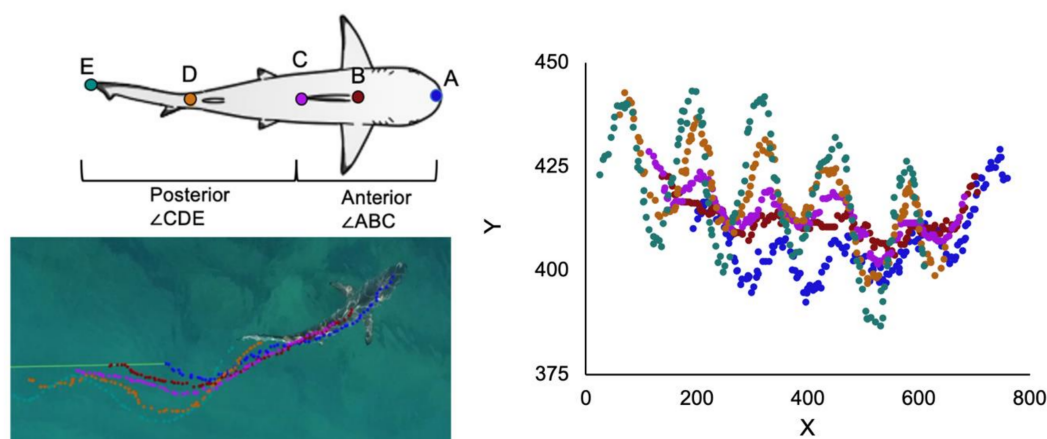 E
D
C
B
A
Posterior
∠CDE
Anterior
∠ABC
Y
450
425
400
375
0
200
400
600
800
X